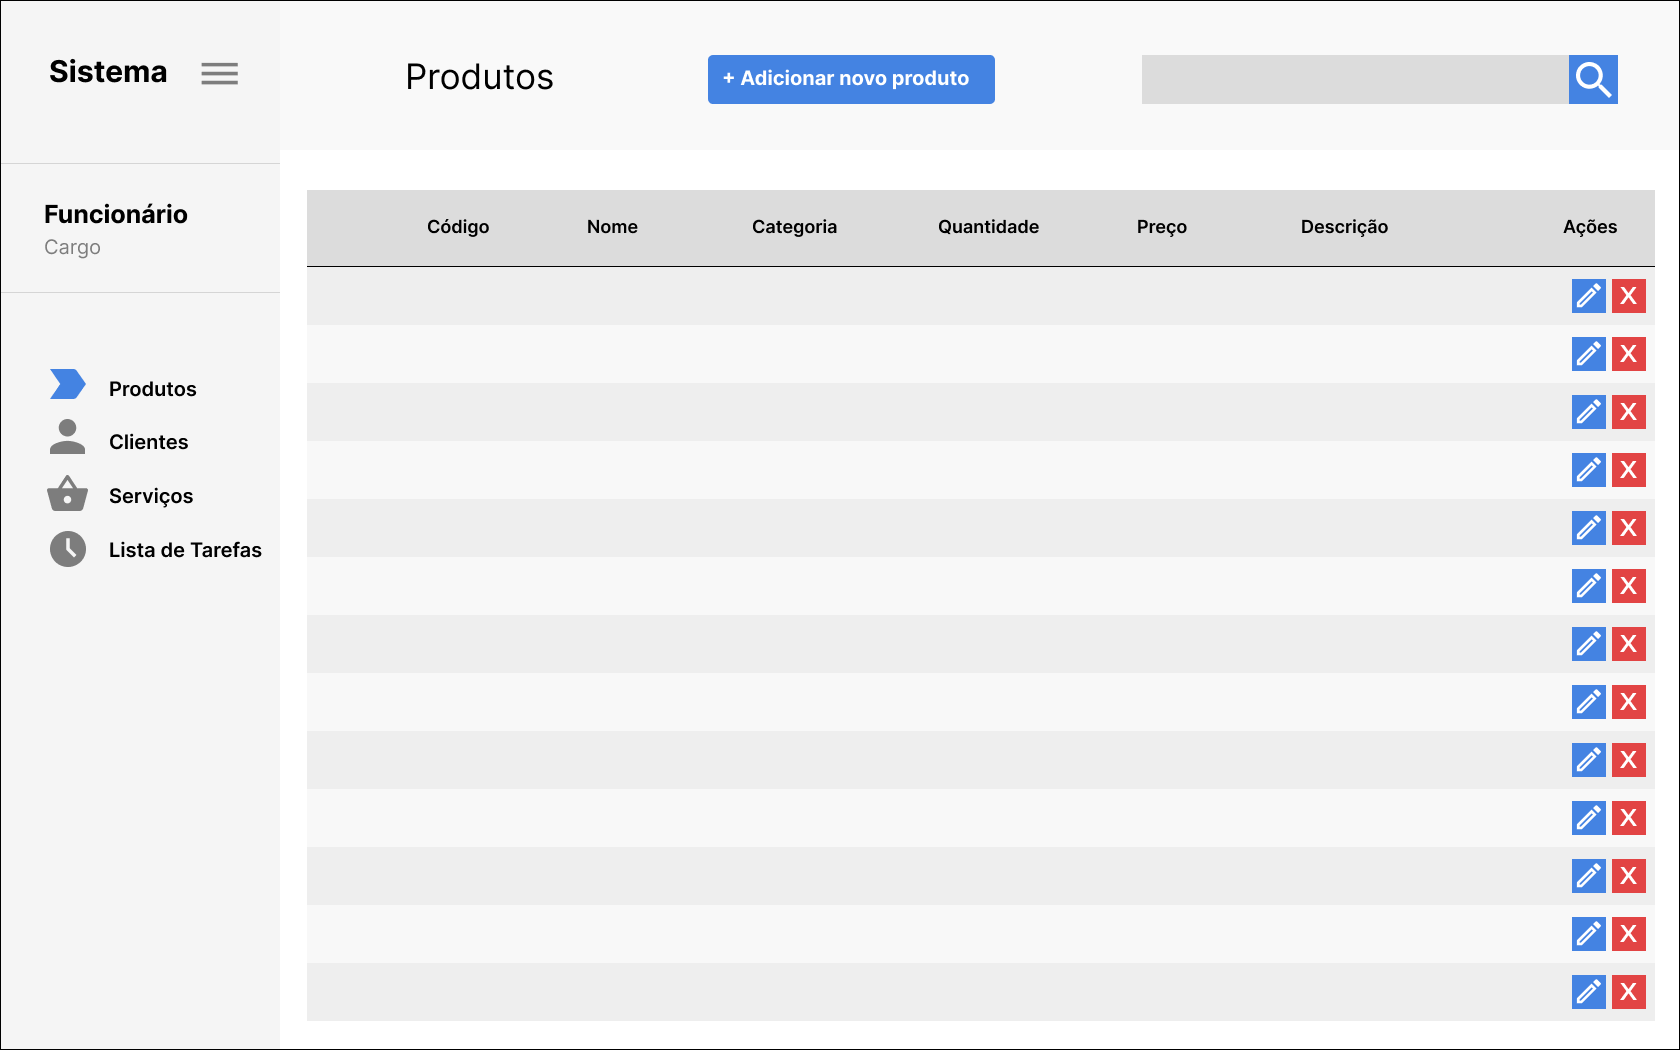 Sistema
Produtos
+ Adicionar novo produto
Funcionário
Cargo
Produtos
Clientes
Serviços
Lista de Tarefas
Código Nome Categoria Quantidade Preço Descrição Ações
X
X
X
X
X
X
X
X
X
X
X
X
X